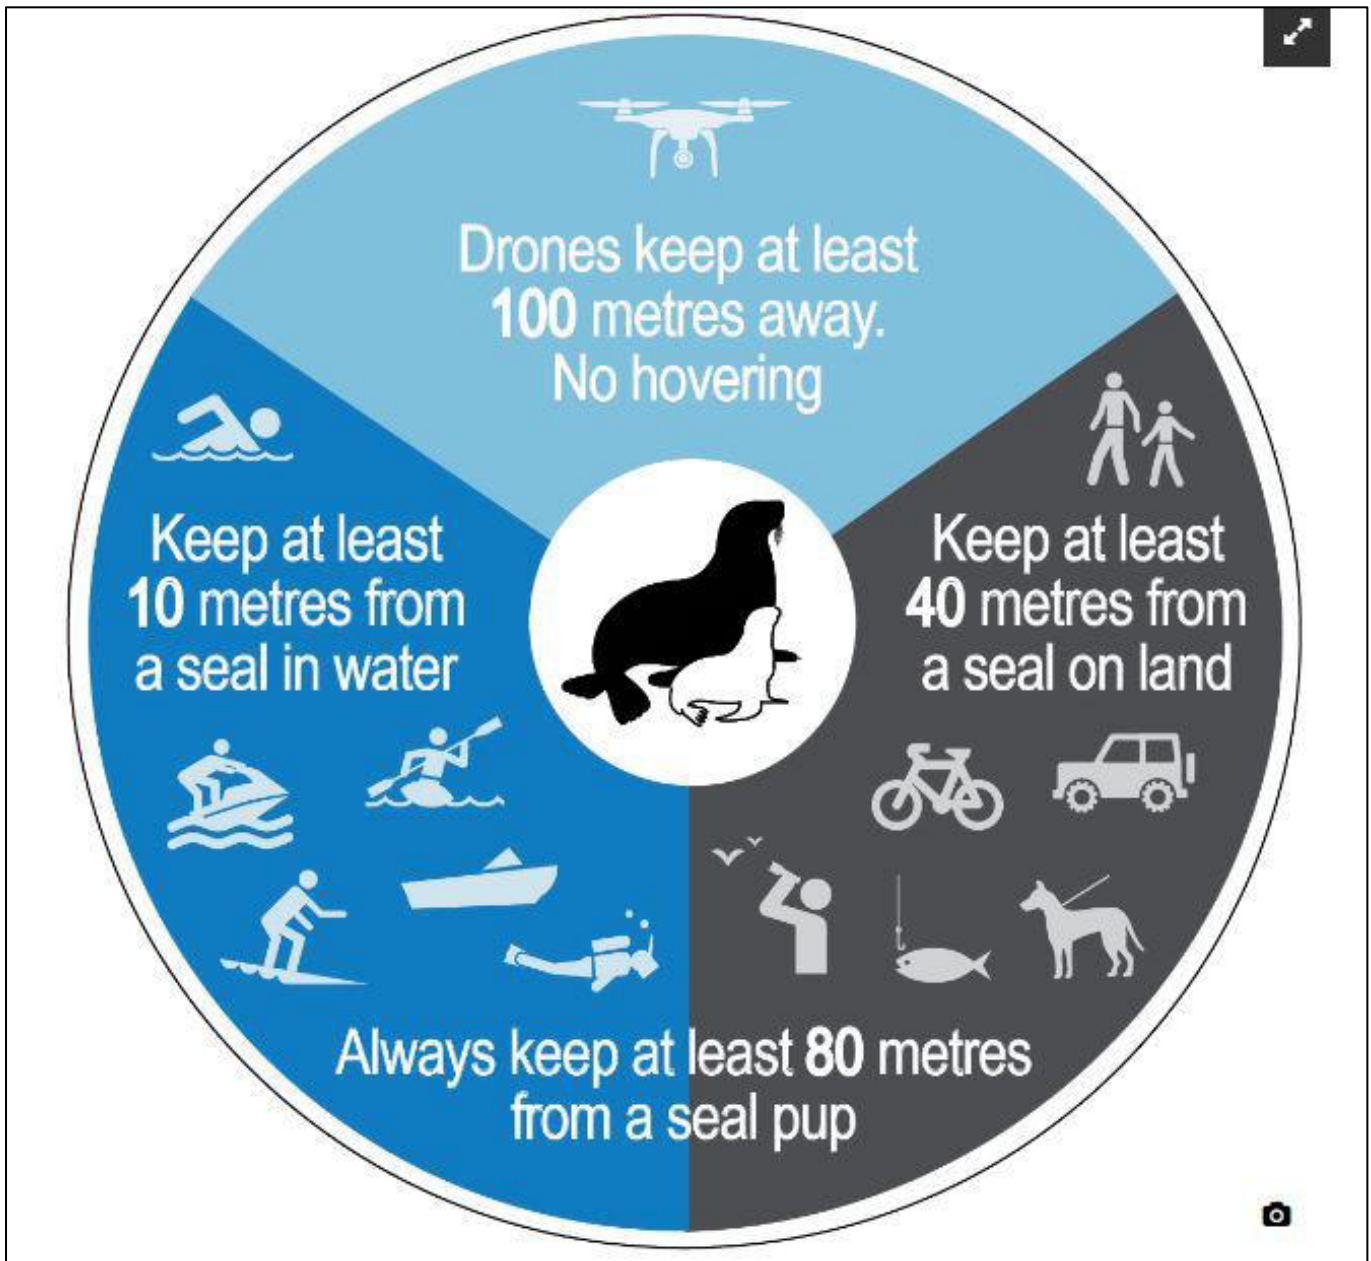 Drones keep at least
100 metres away.
No hovering
Keep at least
10 metres from
a seal in water
Keep at least
40 metres from
a seal on land
Always keep at least 80 metres
from a seal pup